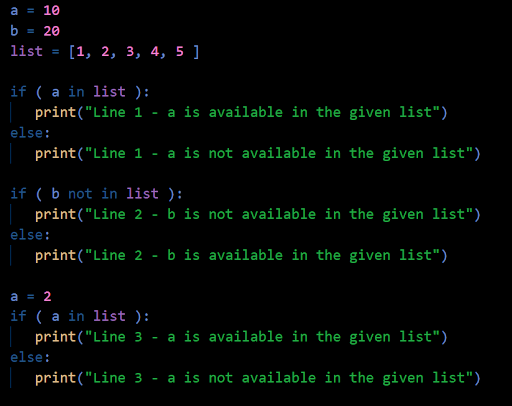 a = 10
b = 20
list = [1, 2, 3, 4, 5 ]
if ( a in list ):
   print("Line 1 - a is available in the given list")
else:
   print("Line 1 - a is not available in the given list")
if ( b not in list ):
   print("Line 2 - b is not available in the given list")
else:
   print("Line 2 - b is available in the given list")
a = 2
if ( a in list ):
   print("Line 3 - a is available in the given list")
else:
   print("Line 3 - a is not available in the given list")